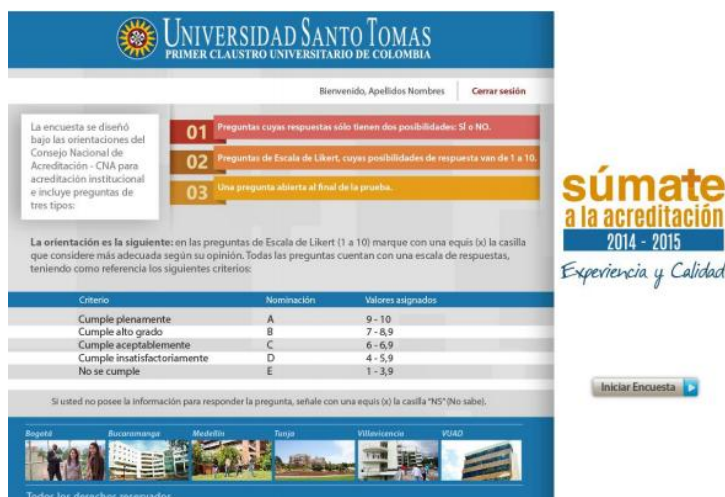 UNIVERSIDAD SANTO TOMAS
PRIMER CLAUSTRO UNIVERSITARIO DE COLOMBIA
Bienvenido, Apellidos Nombres
Cerrar sesión
La encuesta se diseñó
bajo las orientaciones del
Consejo Nacional de
Acreditación - CNA para
acreditación institucional
e incluye preguntas de
tres tipos:
01 Preguntas cuyas respuestas sólo tienen dos posibilidades: SÍ o NO.
02 Preguntas de Escala de Likert, cuyas posibilidades de respuesta van de 1 a 10.
03 Una pregunta abierta al final de la prueba.
La orientación es la siguiente: en las preguntas de Escala de Likert (1 a 10) marque con una equis (x) la casilla
que considere más adecuada según su opinión. Todas las preguntas cuentan con una escala de respuestas,
teniendo como referencia los siguientes criterios:
Criterio Nominación Valores asignados
Cumple plenamente A 9 - 10
Cumple alto grado B 7 - 8,9
Cumple aceptablemente C 6 - 6,9
Cumple insatisfactoriamente D 4 - 5,9
No se cumple E 1 - 3,9
Si usted no posee la información para responder la pregunta, señale con una equis (x) la casilla "NS" (No sabe).
Bogotá Bucaramanga Medellín Tunja Villavicencio VUAD
Todos los derechos reservados
súmate
a la acreditación
2014 - 2015
Experiencia y Calidad
Iniciar Encuesta